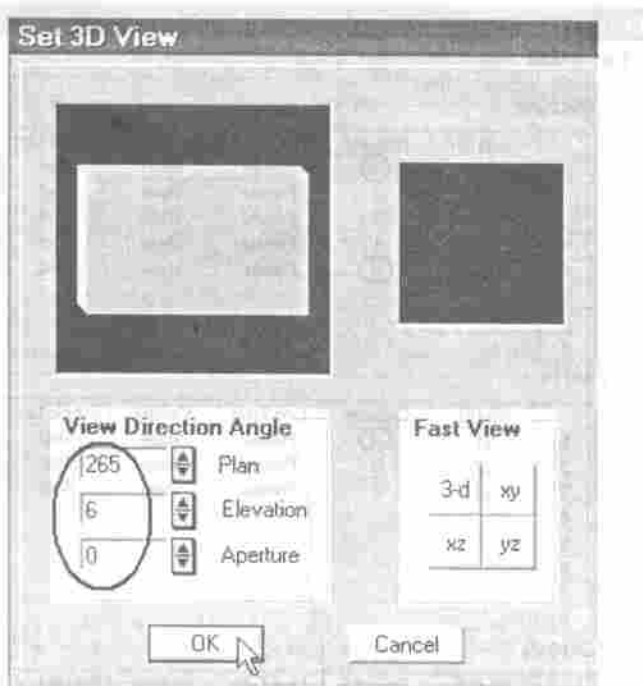 Set 3D View
View Direction Angle
265 Plan
6 Elevation
0 Aperture
Fast View
3-d xy
xz yz
OK
Cancel